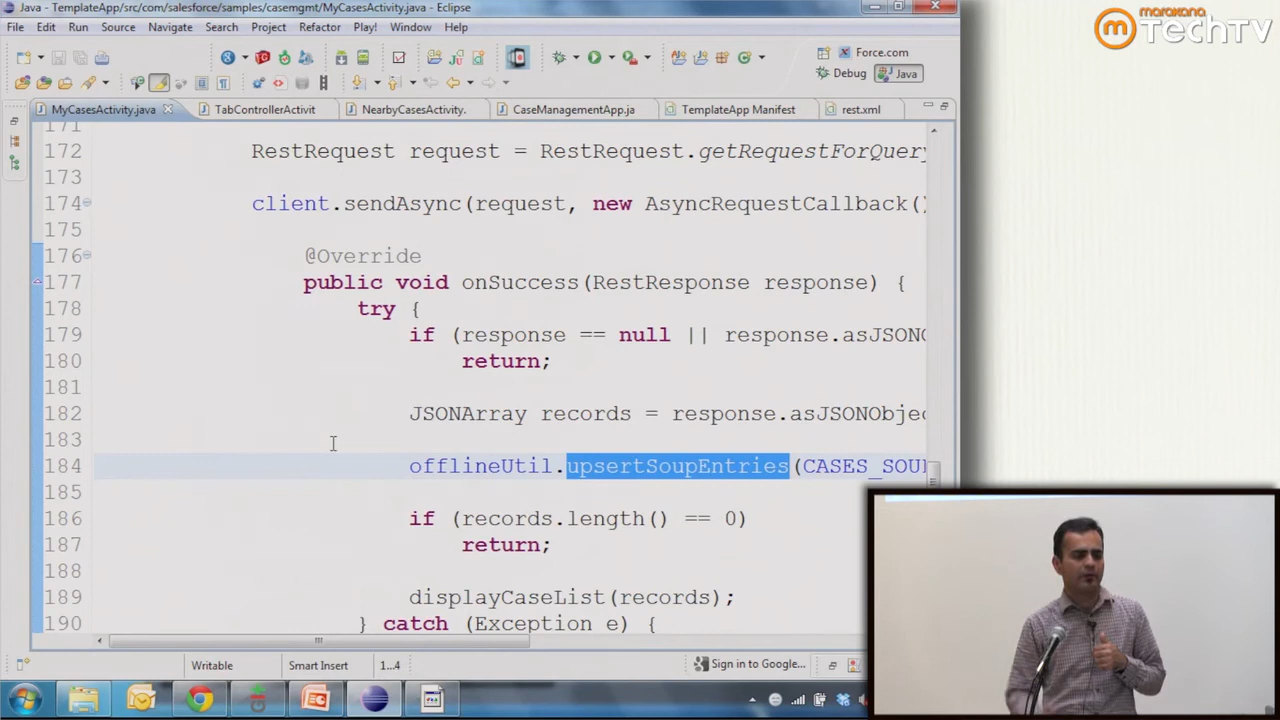 Java - TemplateApp/src/com/salesforce/samples/casemgmt/MyCasesActivity.java - Eclipse
File Edit Run Source Navigate Search Project Refactor Play! Window Help
Force.com
Debug Java
MyCasesActivity.java TabControllerActivit NearbyCasesActivity. CaseManagementApp.ja TemplateApp Manifest rest.xml
171
172 RestRequest request = RestRequest.getRequestForQuery
173
174 client.sendAsync(request, new AsyncRequestCallback()
175
176 @Override
177 public void onSuccess(RestResponse response) {
178 try {
179 if (response == null || response.asJSONO
180 return;
181
182 JSONArray records = response.asJSONObjec
183
184 offlineUtil.upsertSoupEntries(CASES_SOU
185
186 if (records.length() == 0)
187 return;
188
189 displayCaseList(records);
190 } catch (Exception e) {
Writable Smart Insert 1...4 Sign in to Google...
marakana
TechTV